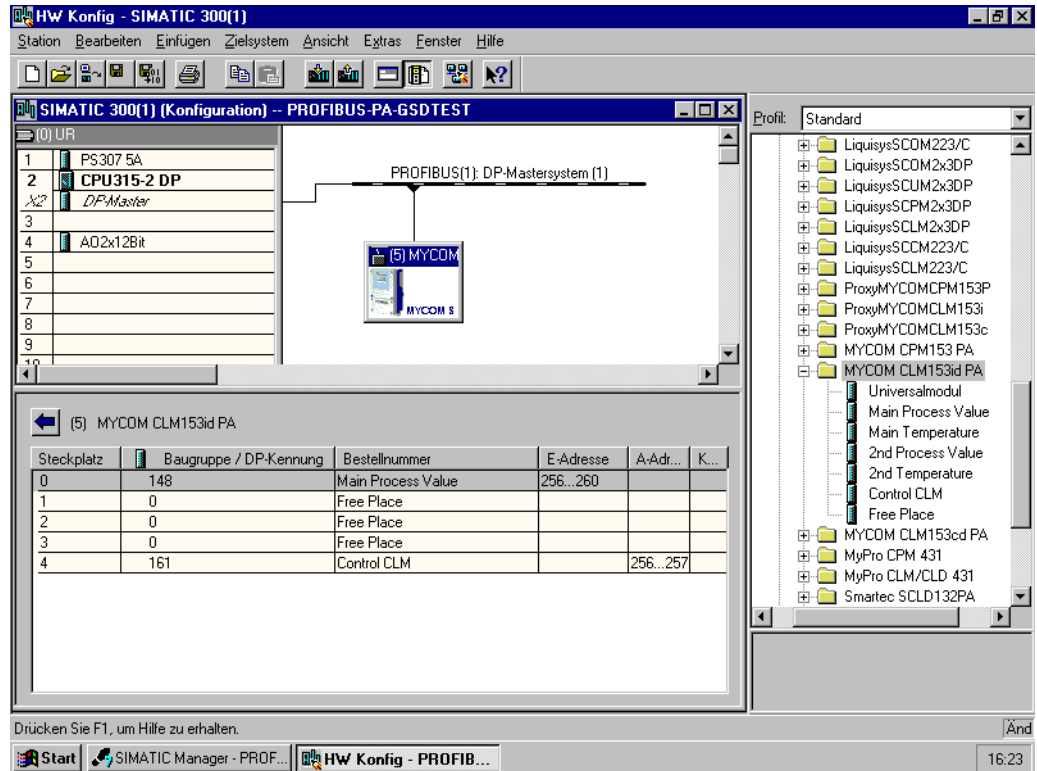 HW Konfig - SIMATIC 300(1)
Station Bearbeiten Einfügen Zielsystem Ansicht Extras Fenster Hilfe
SIMATIC 300(1) (Konfiguration) -- PROFIBUS-PA-GSDTEST
(0) UR
1 PS307 5A
2 CPU315-2 DP
X2 DP-Master
3
4 AO2x12Bit
5
6
7
8
9
10
PROFIBUS(1): DP-Mastersystem (1)
(5) MYCOM
MYCOM S
(5) MYCOM CLM153id PA
Steckplatz Baugruppe / DP-Kennung Bestellnummer E-Adresse A-Adr... K...
0 148 Main Process Value 256...260
1 0 Free Place
2 0 Free Place
3 0 Free Place
4 161 Control CLM 256...257
Profil: Standard
LiquisysSCOM223/C
LiquisysSCOM2x3DP
LiquisysSCUM2x3DP
LiquisysSCPM2x3DP
LiquisysSCLM2x3DP
LiquisysSCCM223/C
LiquisysSCLM223/C
ProxyMYCOMCPM153P
ProxyMYCOMCLM153i
ProxyMYCOMCLM153c
MYCOM CPM153 PA
MYCOM CLM153id PA
Universalmodul
Main Process Value
Main Temperature
2nd Process Value
2nd Temperature
Control CLM
Free Place
MYCOM CLM153cd PA
MyPro CPM 431
MyPro CLM/CLD 431
Smartec SCLD132PA
Drücken Sie F1, um Hilfe zu erhalten.
Änd
Start SIMATIC Manager - PROF... HW Konfig - PROFIB... 16:23